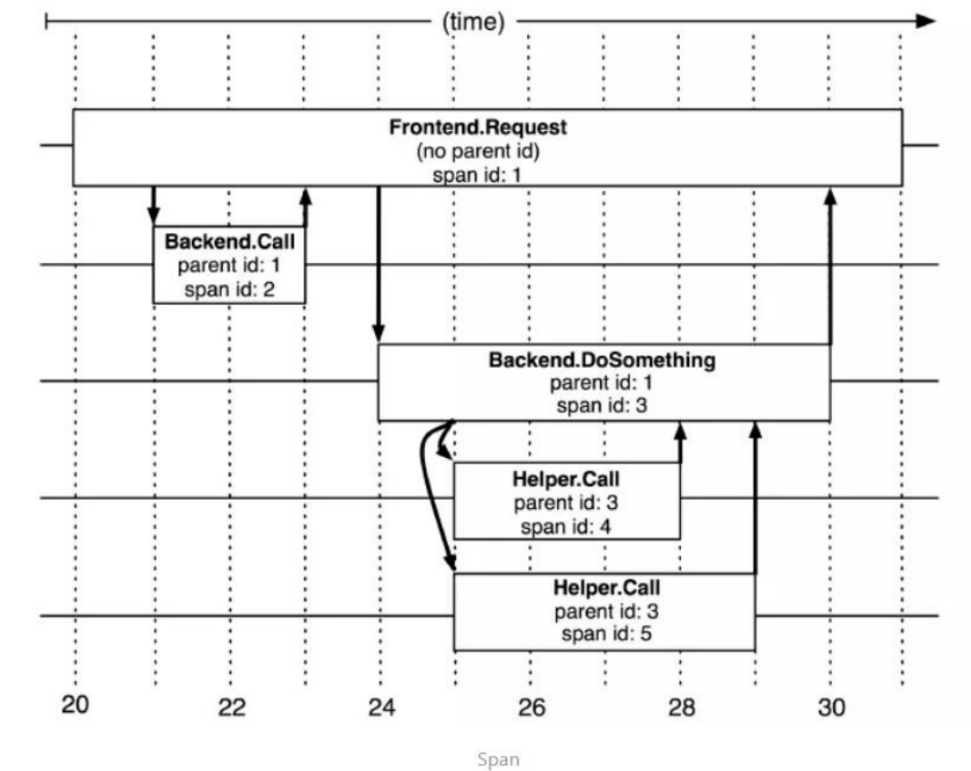 (time)
Frontend.Request
(no parent id)
span id: 1
Backend.Call
parent id: 1
span id: 2
Backend.DoSomething
parent id: 1
span id: 3
Helper.Call
parent id: 3
span id: 4
Helper.Call
parent id: 3
span id: 5
20 22 24 26 28 30
Span